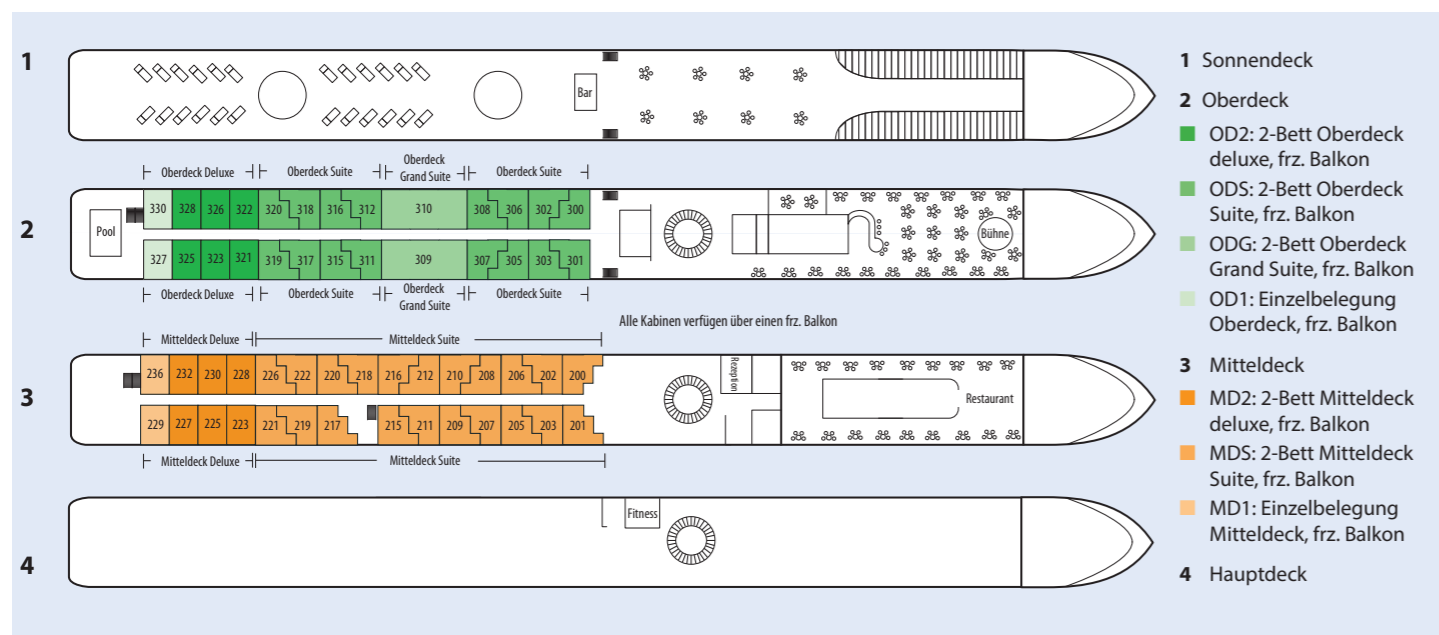 1
Bar
Oberdeck Deluxe
Oberdeck Suite
Oberdeck
Grand Suite
Oberdeck Suite
2
Pool
330 328 326 322 320 318 316 312 310 308 306 302 300
327 325 323 321 319 317 315 311 309 307 305 303 301
Bühne
Oberdeck Deluxe
Oberdeck Suite
Oberdeck
Grand Suite
Oberdeck Suite
Alle Kabinen verfügen über einen frz. Balkon
Mitteldeck Deluxe
Mitteldeck Suite
3
236 232 230 228 226 222 220 218 216 212 210 208 206 202 200
229 227 225 223 221 219 217 215 211 209 207 205 203 201
Rezeption
Restaurant
Mitteldeck Deluxe
Mitteldeck Suite
4
Fitness
1 Sonnendeck
2 Oberdeck
OD2: 2-Bett Oberdeck
deluxe, frz. Balkon
ODS: 2-Bett Oberdeck
Suite, frz. Balkon
ODG: 2-Bett Oberdeck
Grand Suite, frz. Balkon
OD1: Einzelbelegung
Oberdeck, frz. Balkon
3 Mitteldeck
MD2: 2-Bett Mitteldeck
deluxe, frz. Balkon
MDS: 2-Bett Mitteldeck
Suite, frz. Balkon
MD1: Einzelbelegung
Mitteldeck, frz. Balkon
4 Hauptdeck